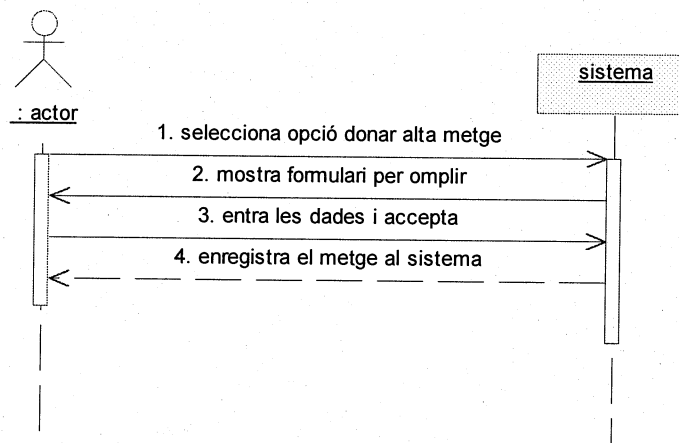 : actor
sistema
1. selecciona opció donar alta metge
2. mostra formulari per omplir
3. entra les dades i accepta
4. enregistra el metge al sistema